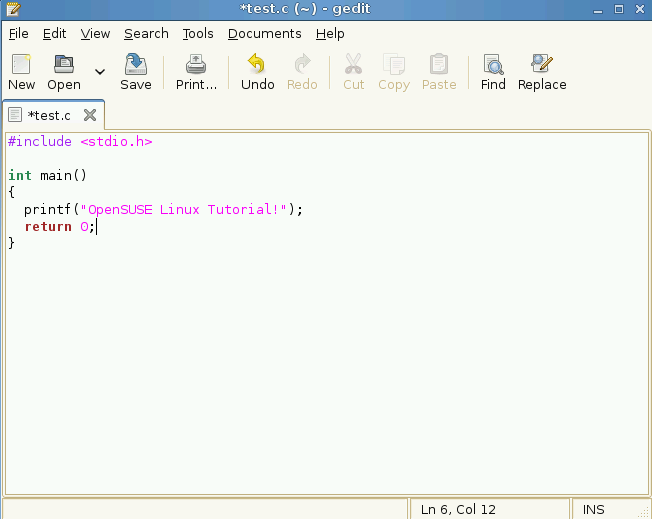 *test.c (~) - gedit
File Edit View Search Tools Documents Help
New Open Save Print... Undo Redo Cut Copy Paste Find Replace
*test.c
#include <stdio.h>
int main()
{
  printf("OpenSUSE Linux Tutorial!");
  return 0;
}
Ln 6, Col 12 INS